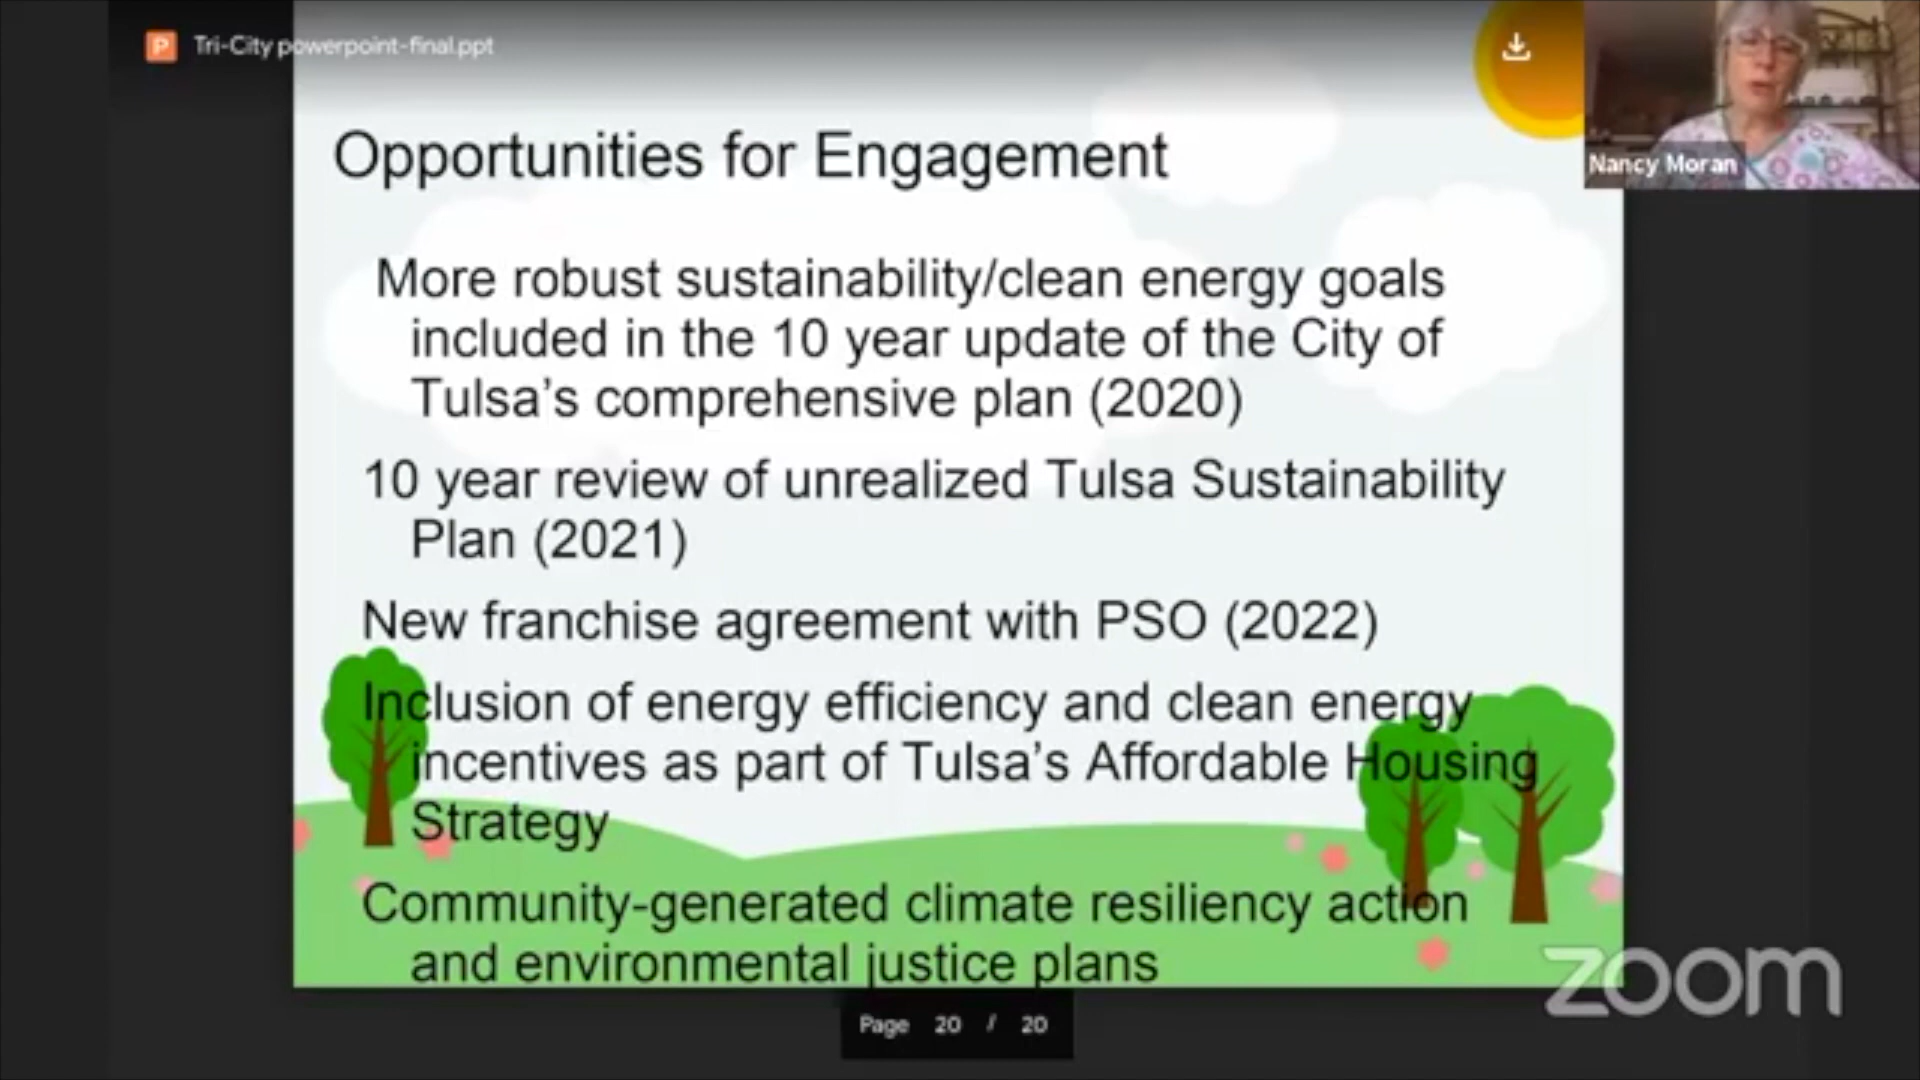 Tri-City powerpoint-final.ppt
Nancy Moran
Opportunities for Engagement
More robust sustainability/clean energy goals
included in the 10 year update of the City of
Tulsa’s comprehensive plan (2020)
10 year review of unrealized Tulsa Sustainability
Plan (2021)
New franchise agreement with PSO (2022)
Inclusion of energy efficiency and clean energy
incentives as part of Tulsa’s Affordable Housing
Strategy
Community-generated climate resiliency action
and environmental justice plans
zoom
Page 20 / 20